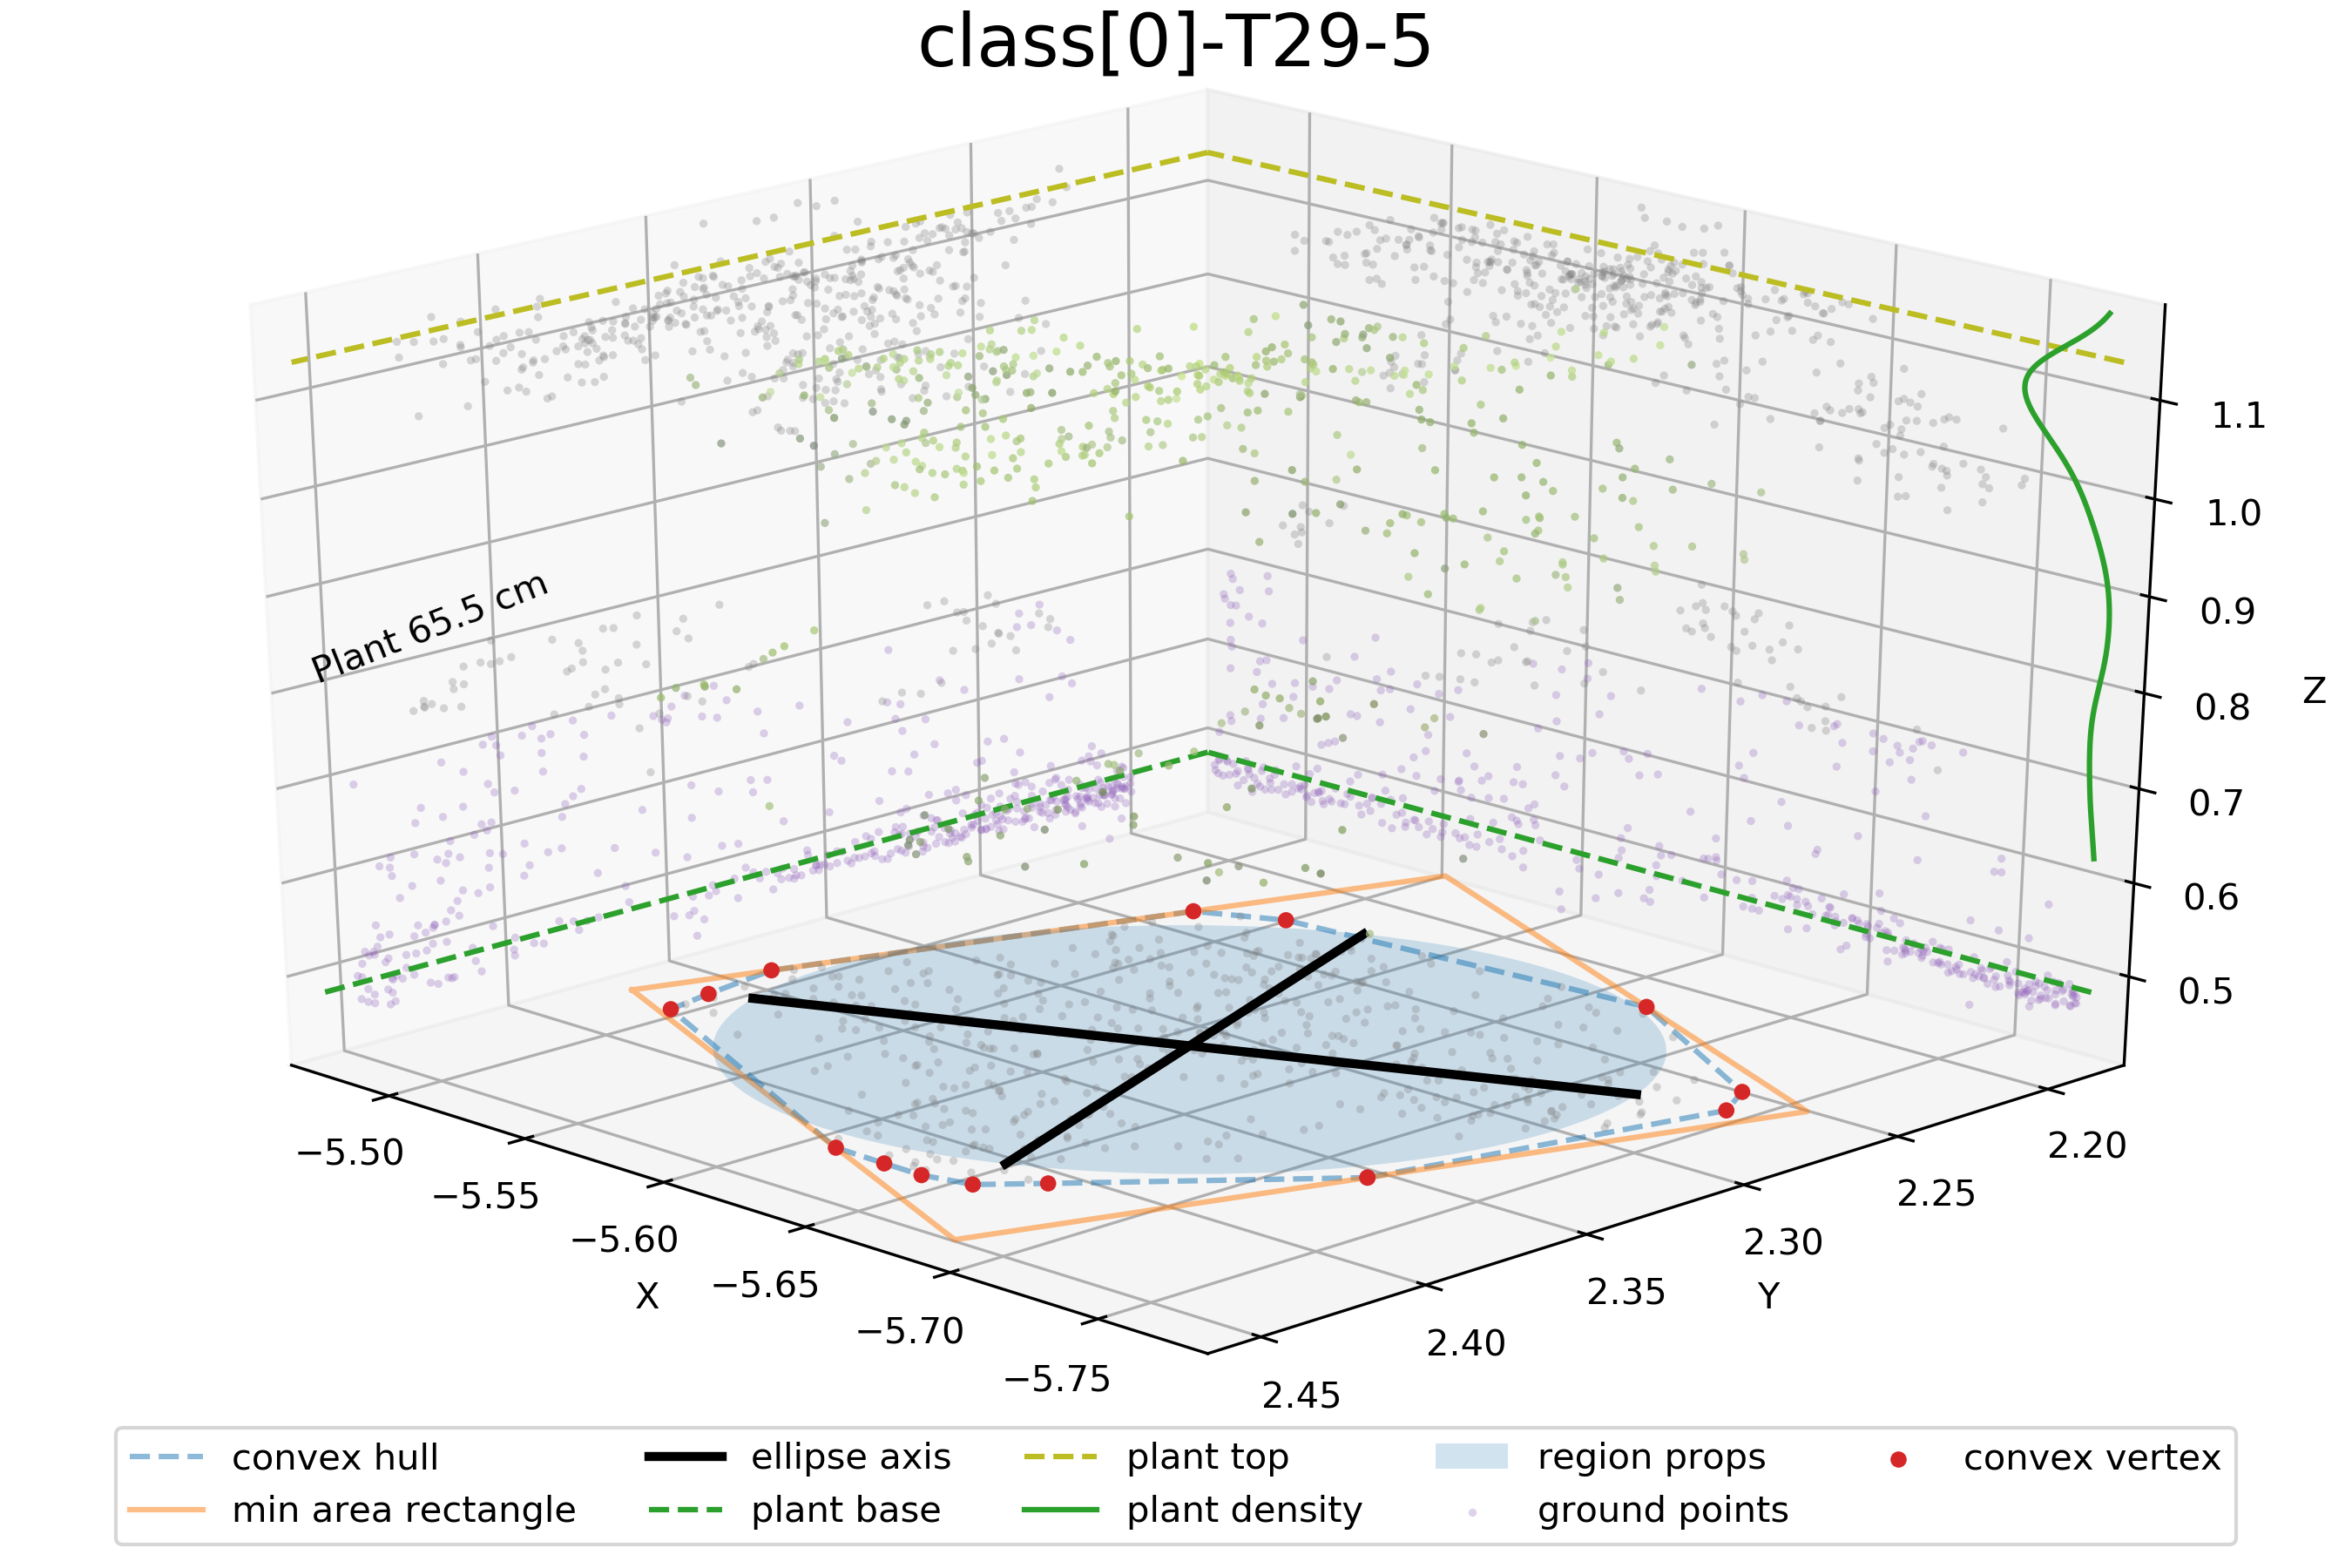 class[0]-T29-5
Plant 65.5 cm
1.1
1.0
0.9
0.8
0.7
0.6
0.5
Z
−5.50
−5.55
−5.60
−5.65
−5.70
−5.75
X
2.20
2.25
2.30
2.35
2.40
2.45
Y
convex hull
min area rectangle
ellipse axis
plant base
plant top
plant density
region props
ground points
convex vertex